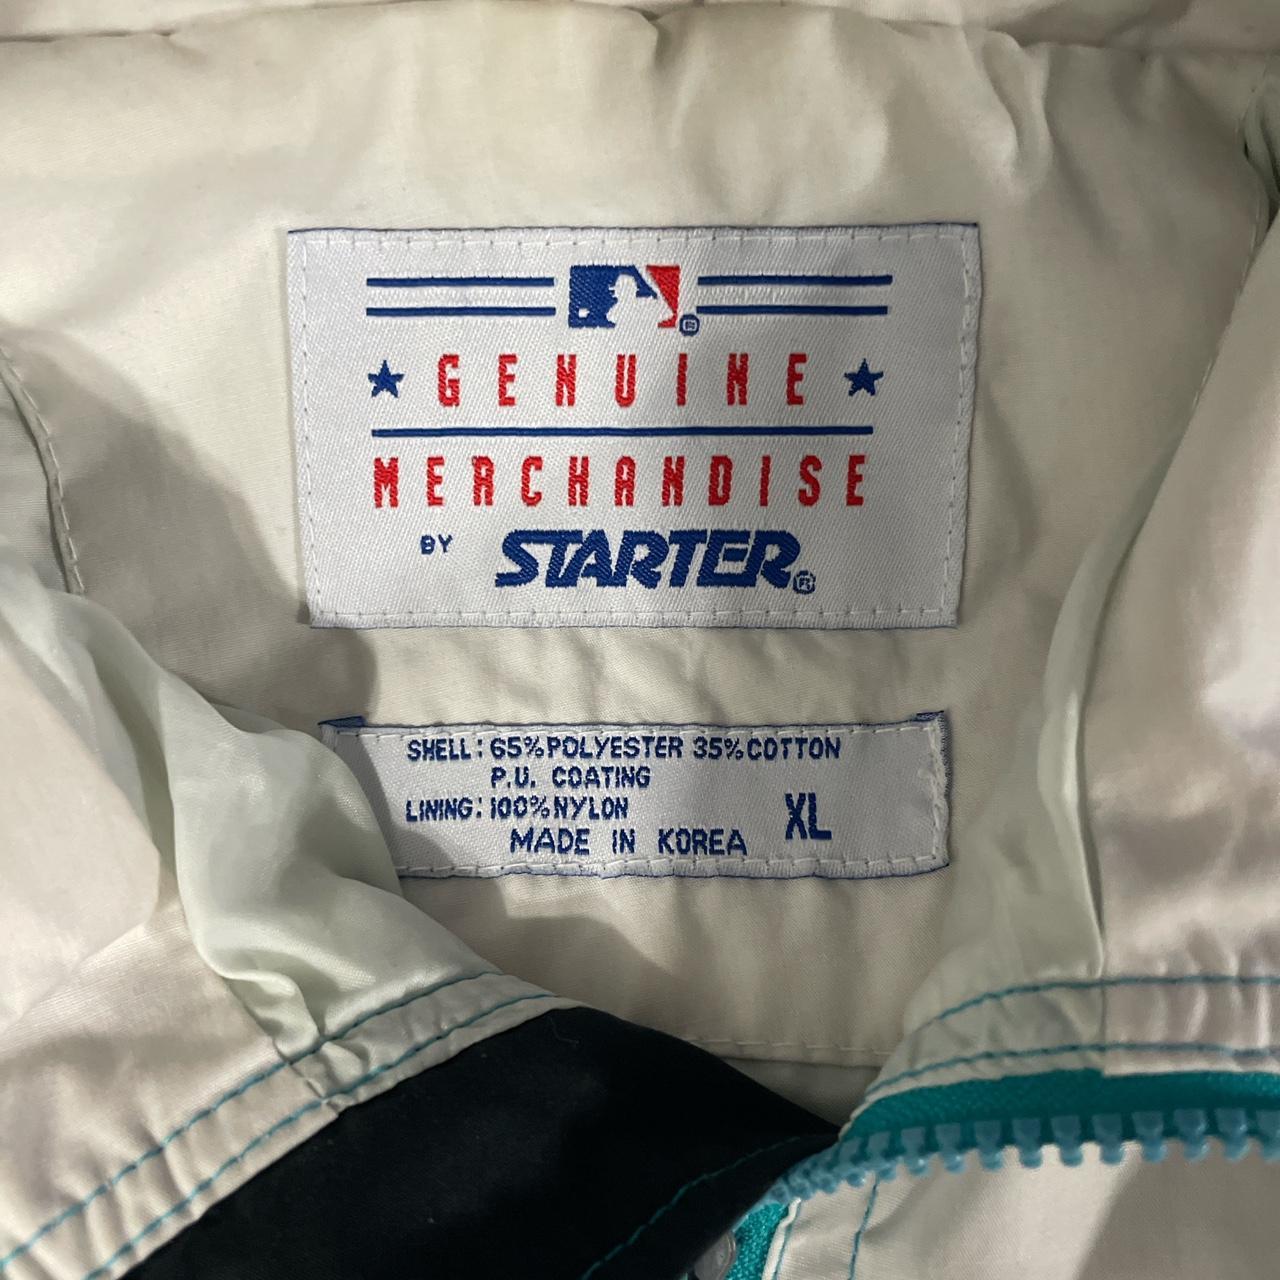 ®
★ GENUINE ★
MERCHANDISE
BY STARTER®
SHELL: 65% POLYESTER 35% COTTON
P.U. COATING
LINING: 100% NYLON XL
MADE IN KOREA